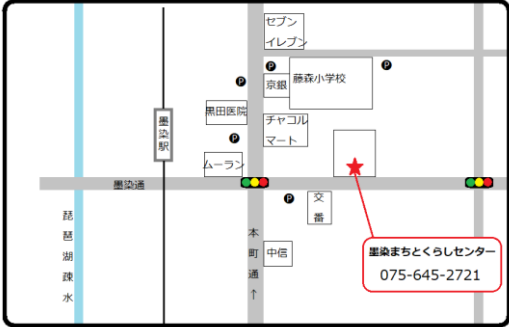 セブン
イレブン
P
P
P
京銀
藤森小学校
黒田医院
チャコル
マート
墨染駅
P
ムーラン
墨染通
P
交番
琵琶湖疎水
本町通↑
中信
墨染まちとくらしセンター
075-645-2721